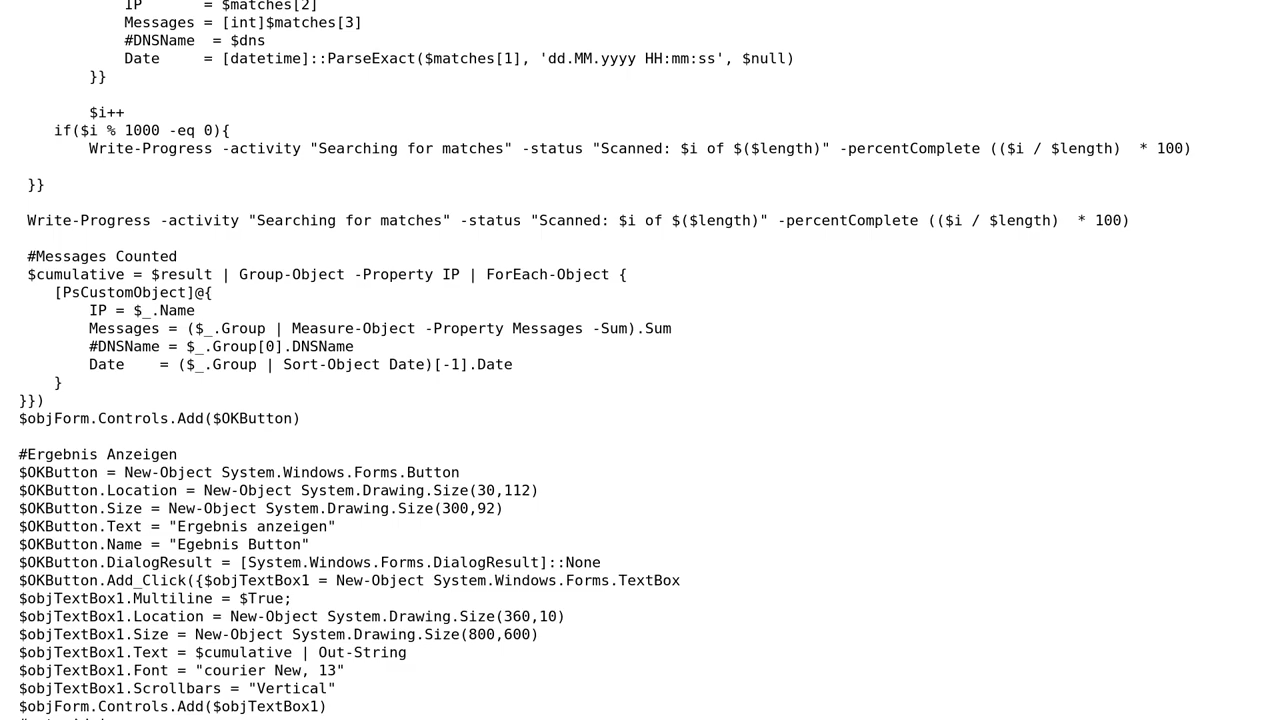 IP       = $matches[2]
Messages = [int]$matches[3]
#DNSName  = $dns
Date     = [datetime]::ParseExact($matches[1], 'dd.MM.yyyy HH:mm:ss', $null)
}}
$i++
if($i % 1000 -eq 0){
Write-Progress -activity "Searching for matches" -status "Scanned: $i of $($length)" -percentComplete (($i / $length)  * 100)
}}
Write-Progress -activity "Searching for matches" -status "Scanned: $i of $($length)" -percentComplete (($i / $length)  * 100)
#Messages Counted
$cumulative = $result | Group-Object -Property IP | ForEach-Object {
[PsCustomObject]@{
IP = $_.Name
Messages = ($_.Group | Measure-Object -Property Messages -Sum).Sum
#DNSName = $_.Group[0].DNSName
Date    = ($_.Group | Sort-Object Date)[-1].Date
}
}})
$objForm.Controls.Add($OKButton)
#Ergebnis Anzeigen
$OKButton = New-Object System.Windows.Forms.Button
$OKButton.Location = New-Object System.Drawing.Size(30,112)
$OKButton.Size = New-Object System.Drawing.Size(300,92)
$OKButton.Text = "Ergebnis anzeigen"
$OKButton.Name = "Egebnis Button"
$OKButton.DialogResult = [System.Windows.Forms.DialogResult]::None
$OKButton.Add_Click({$objTextBox1 = New-Object System.Windows.Forms.TextBox
$objTextBox1.Multiline = $True;
$objTextBox1.Location = New-Object System.Drawing.Size(360,10)
$objTextBox1.Size = New-Object System.Drawing.Size(800,600)
$objTextBox1.Text = $cumulative | Out-String
$objTextBox1.Font = "courier New, 13"
$objTextBox1.Scrollbars = "Vertical"
$objForm.Controls.Add($objTextBox1)